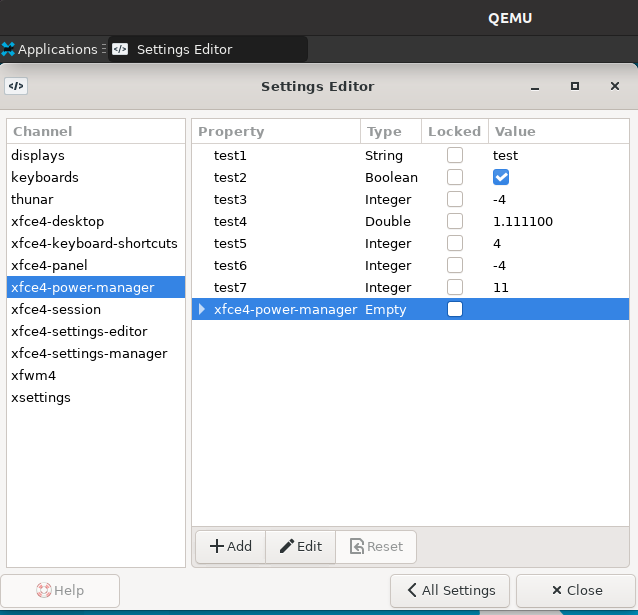 QEMU
Applications Settings Editor
Settings Editor
Channel
displays
keyboards
thunar
xfce4-desktop
xfce4-keyboard-shortcuts
xfce4-panel
xfce4-power-manager
xfce4-session
xfce4-settings-editor
xfce4-settings-manager
xfwm4
xsettings
Property Type Locked Value
test1 String test
test2 Boolean
test3 Integer -4
test4 Double 1.111100
test5 Integer 4
test6 Integer -4
test7 Integer 11
xfce4-power-manager Empty
Add Edit Reset
Help All Settings Close